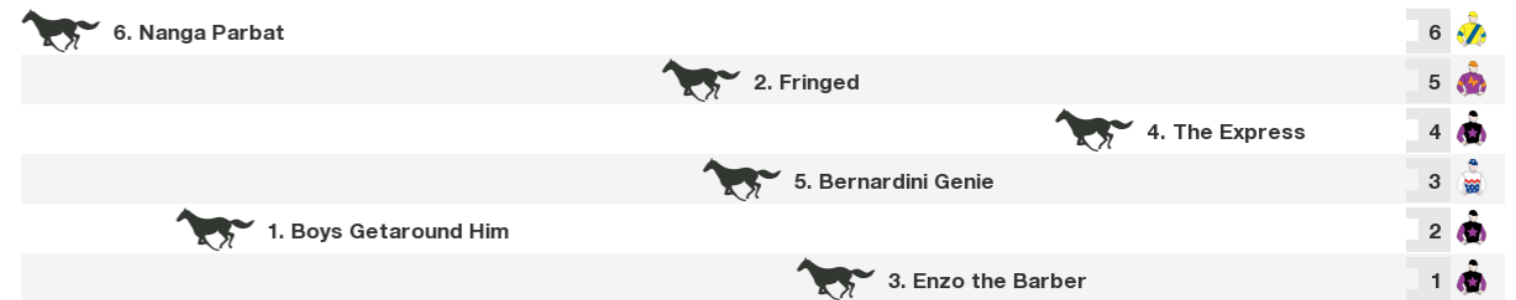 6. Nanga Parbat 6
2. Fringed 5
4. The Express 4
5. Bernardini Genie 3
1. Boys Getaround Him 2
3. Enzo the Barber 1